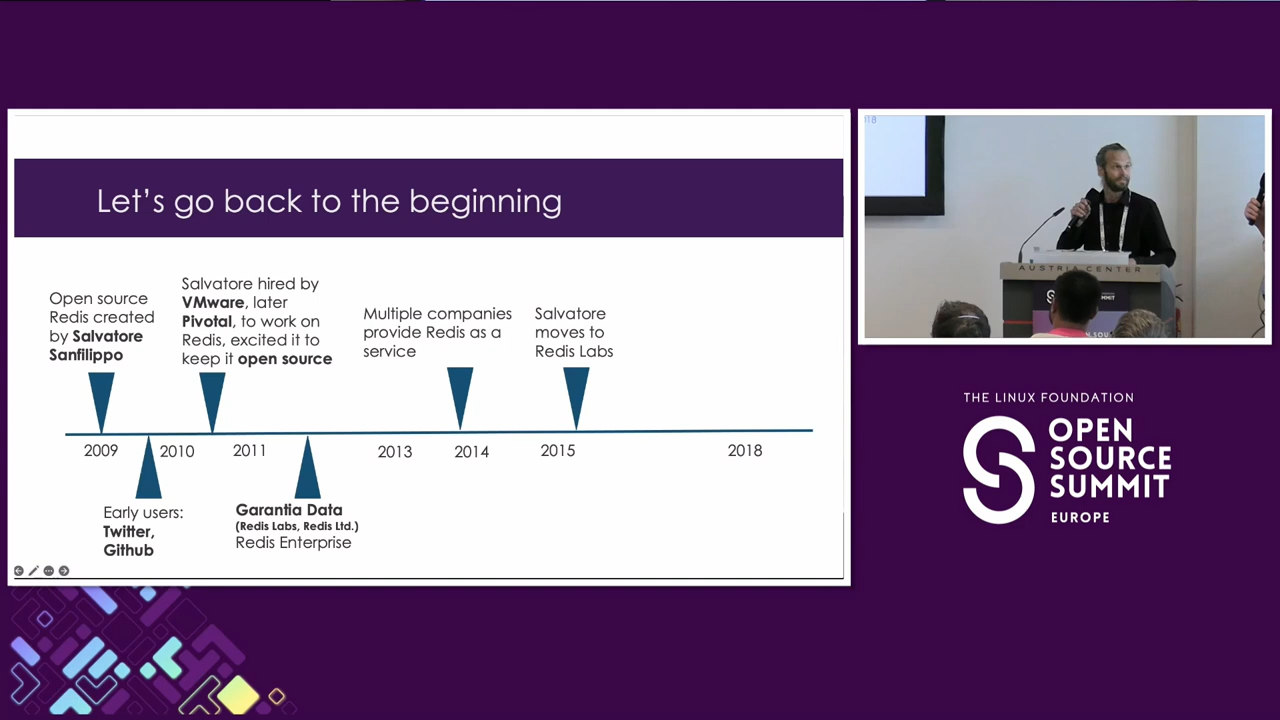 Let's go back to the beginning
Open source
Redis created
by Salvatore
Sanfilippo
Salvatore hired by
VMware, later
Pivotal, to work on
Redis, excited it to
keep it open source
Multiple companies
provide Redis as a
service
Salvatore
moves to
Redis Labs
2009
2010
2011
2013
2014
2015
2018
Early users:
Twitter,
Github
Garantia Data
(Redis Labs, Redis Ltd.)
Redis Enterprise
18
AUSTRIA CENTER
SUMMIT
THE LINUX FOUNDATION
OPEN
SOURCE
SUMMIT
EUROPE